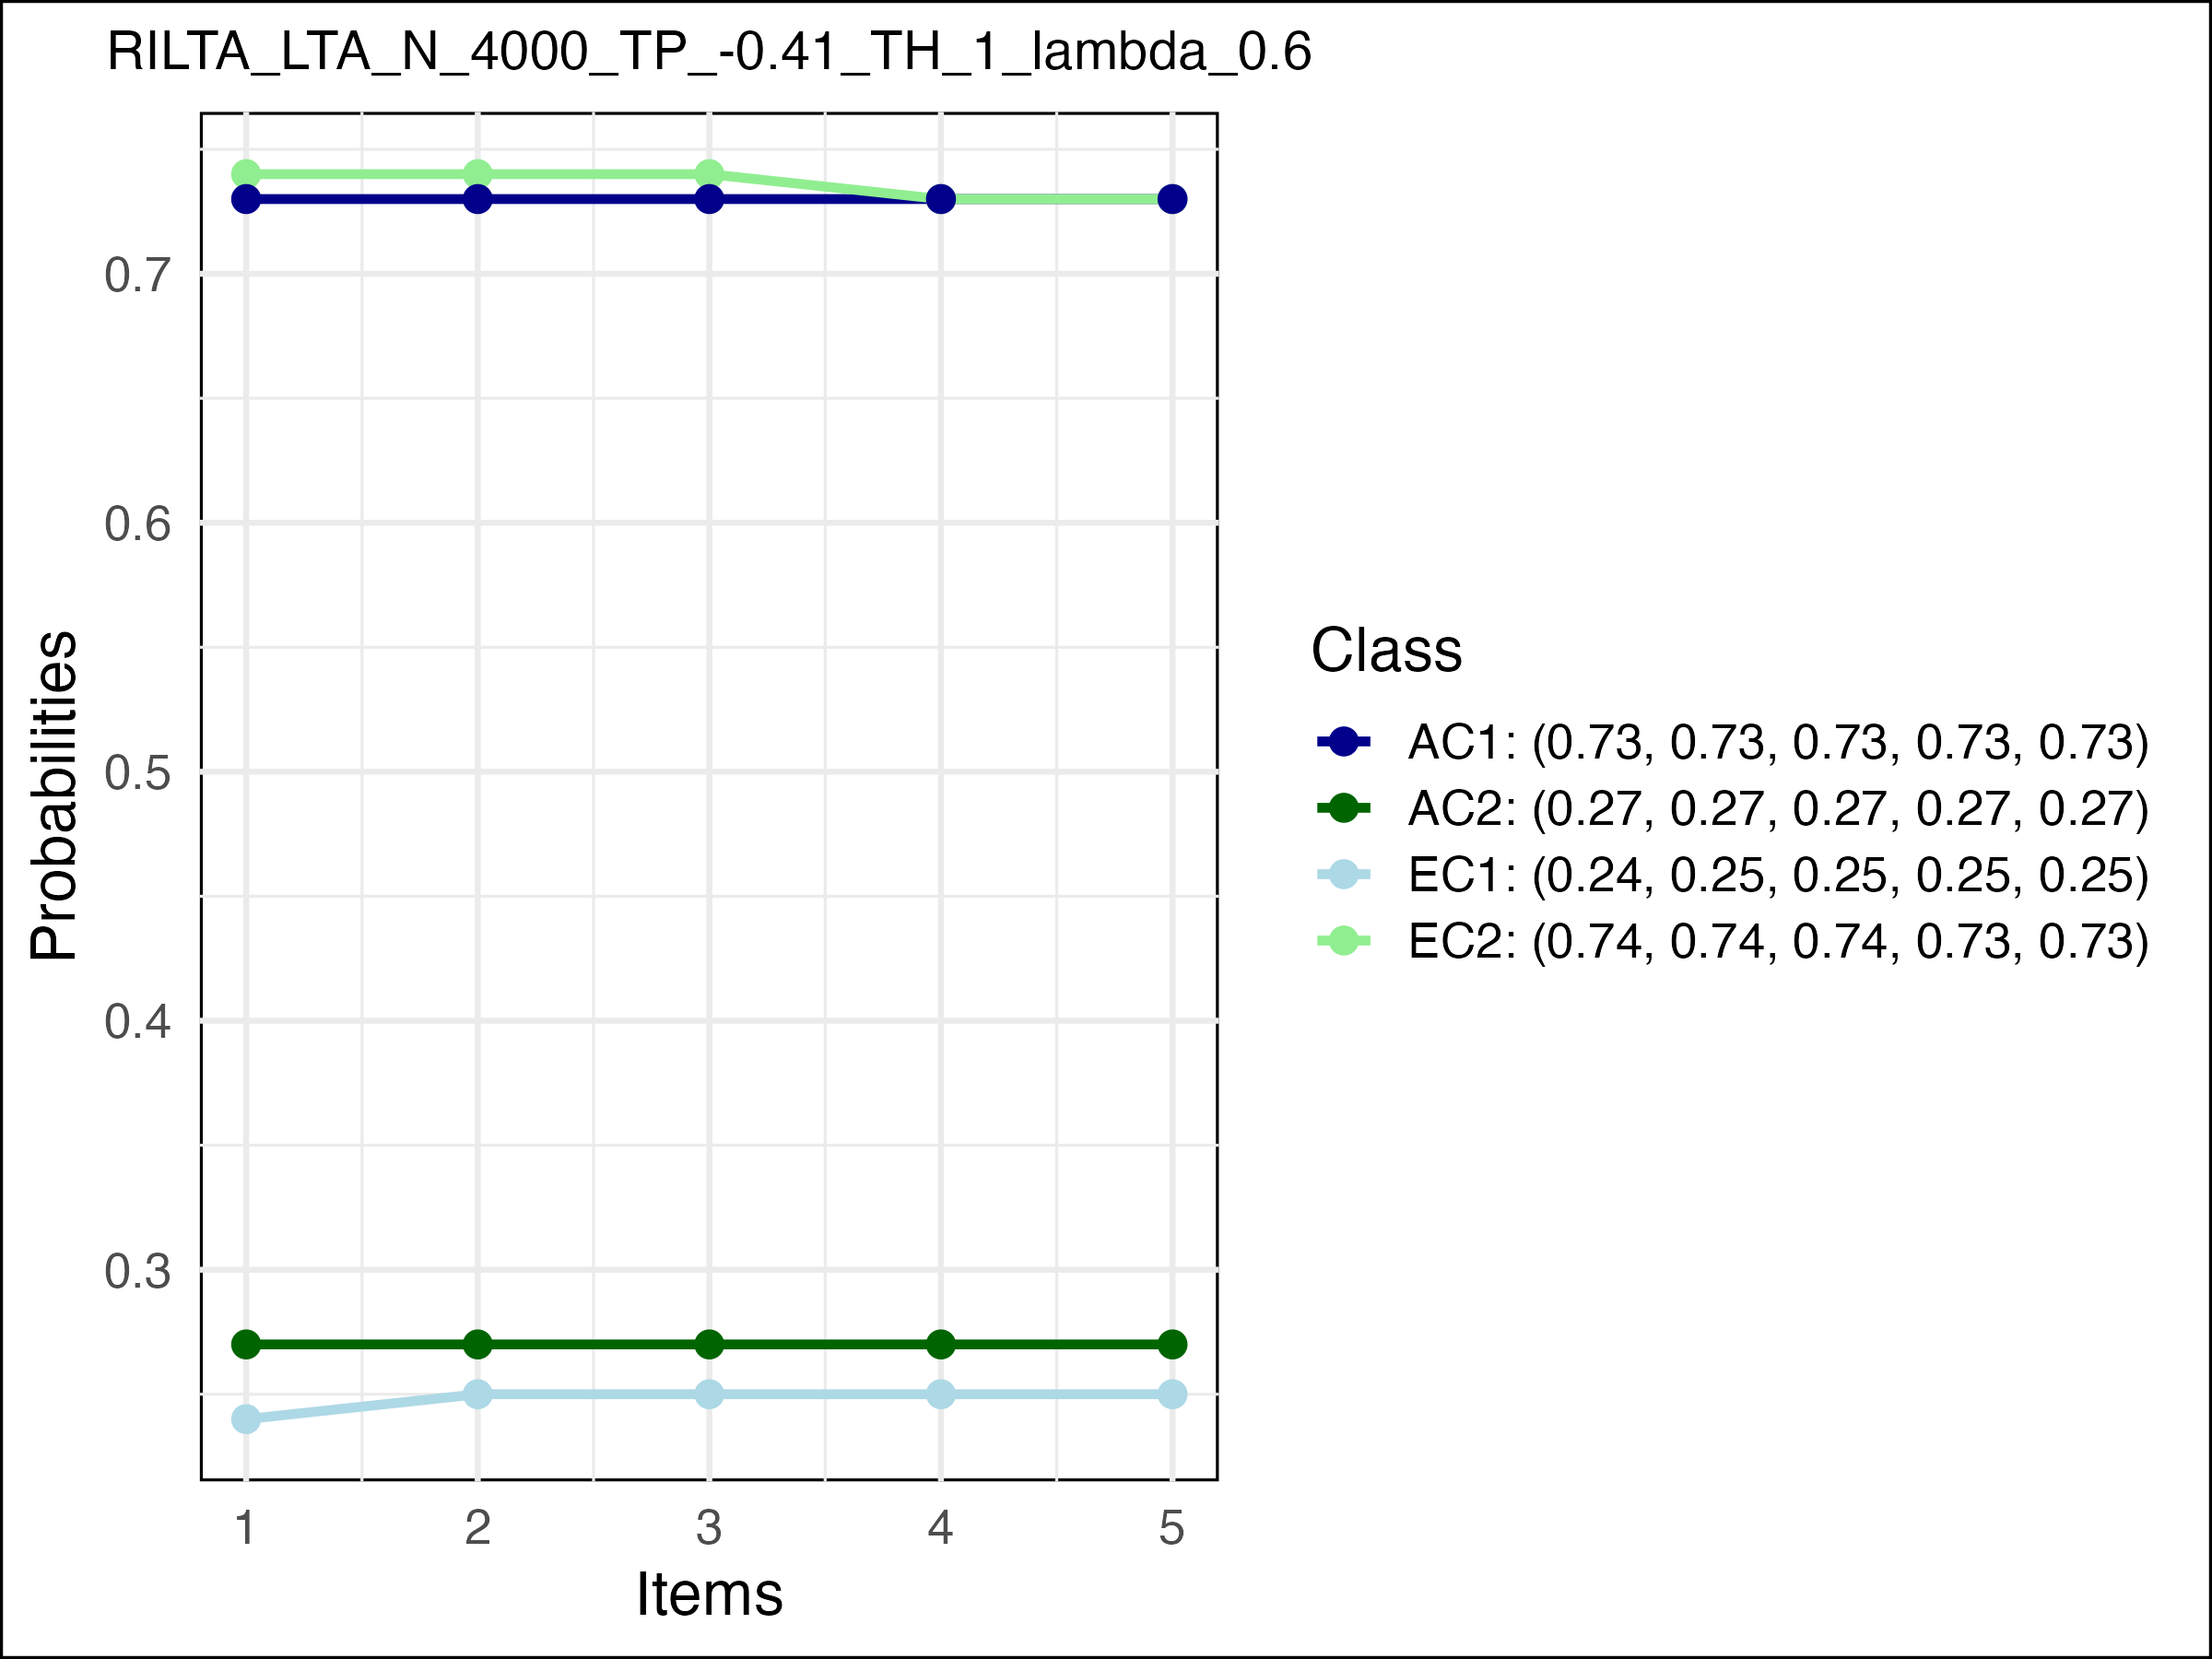 RILTA_LTA_N_4000_TP_-0.41_TH_1_lambda_0.6
0.7
0.6
0.5
0.4
0.3
Probabilities
1 2 3 4 5
Items
Class
AC1: (0.73, 0.73, 0.73, 0.73, 0.73)
AC2: (0.27, 0.27, 0.27, 0.27, 0.27)
EC1: (0.24, 0.25, 0.25, 0.25, 0.25)
EC2: (0.74, 0.74, 0.74, 0.73, 0.73)